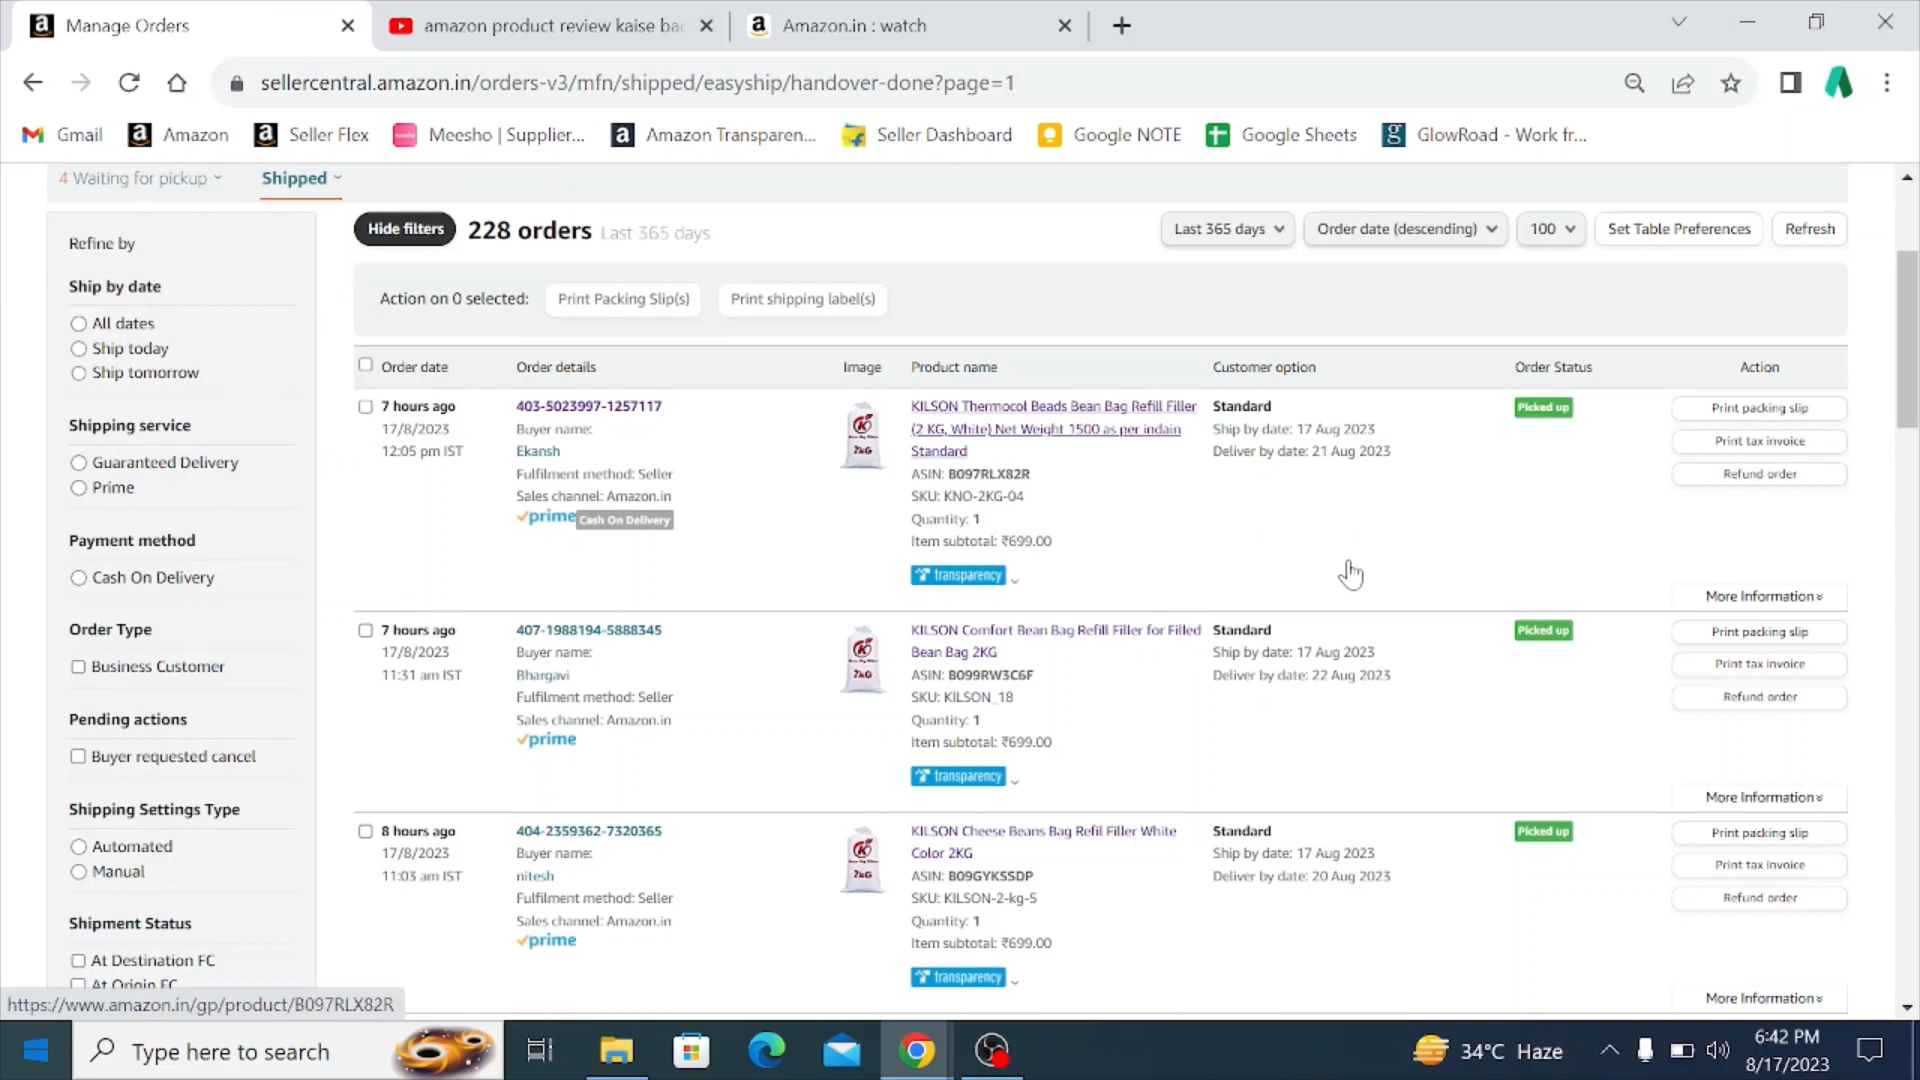 Manage Orders
amazon product review kaise ba
Amazon.in : watch
sellercentral.amazon.in/orders-v3/mfn/shipped/easyship/handover-done?page=1
Gmail
Amazon
Seller Flex
Meesho | Supplier...
Amazon Transparen...
Seller Dashboard
Google NOTE
Google Sheets
GlowRoad - Work fr...
4 Waiting for pickup
Shipped
Refine by
Ship by date
All dates
Ship today
Ship tomorrow
Shipping service
Guaranteed Delivery
Prime
Payment method
Cash On Delivery
Order Type
Business Customer
Pending actions
Buyer requested cancel
Shipping Settings Type
Automated
Manual
Shipment Status
At Destination FC
At Origin FC
Hide filters
228 orders Last 365 days
Last 365 days
Order date (descending)
100
Set Table Preferences
Refresh
Action on 0 selected:
Print Packing Slip(s)
Print shipping label(s)
Order date
Order details
Image
Product name
Customer option
Order Status
Action
7 hours ago
17/8/2023
12:05 pm IST
403-5023997-1257117
Buyer name:
Ekansh
Fulfilment method: Seller
Sales channel: Amazon.in
prime
Cash On Delivery
2kG
KILSON Thermocol Beads Bean Bag Refill Filler
(2 KG, White) Net Weight 1500 as per indain
Standard
ASIN: B097RLX82R
SKU: KNO-2KG-04
Quantity: 1
Item subtotal: ₹699.00
transparency
Standard
Ship by date: 17 Aug 2023
Deliver by date: 21 Aug 2023
Picked up
Print packing slip
Print tax invoice
Refund order
More Information
7 hours ago
17/8/2023
11:31 am IST
407-1988194-5888345
Buyer name:
Bhargavi
Fulfilment method: Seller
Sales channel: Amazon.in
prime
2kG
KILSON Comfort Bean Bag Refill Filler for Filled
Bean Bag 2KG
ASIN: B099RW3C6F
SKU: KILSON_18
Quantity: 1
Item subtotal: ₹699.00
transparency
Standard
Ship by date: 17 Aug 2023
Deliver by date: 22 Aug 2023
Picked up
Print packing slip
Print tax invoice
Refund order
More Information
8 hours ago
17/8/2023
11:03 am IST
404-2359362-7320365
Buyer name:
nitesh
Fulfilment method: Seller
Sales channel: Amazon.in
prime
2kG
KILSON Cheese Beans Bag Refil Filler White
Color 2KG
ASIN: B09GYKSSDP
SKU: KILSON-2-kg-5
Quantity: 1
Item subtotal: ₹699.00
transparency
Standard
Ship by date: 17 Aug 2023
Deliver by date: 20 Aug 2023
Picked up
Print packing slip
Print tax invoice
Refund order
More Information
https://www.amazon.in/gp/product/B097RLX82R
Type here to search
34°C Haze
6:42 PM
8/17/2023